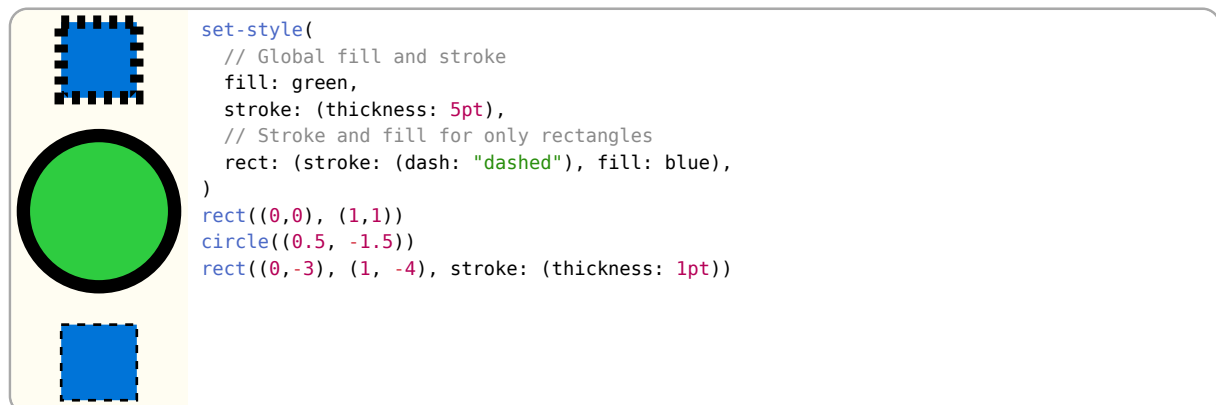 set-style(
  // Global fill and stroke
  fill: green,
  stroke: (thickness: 5pt),
  // Stroke and fill for only rectangles
  rect: (stroke: (dash: "dashed"), fill: blue),
)
rect((0,0), (1,1))
circle((0.5, -1.5))
rect((0,-3), (1, -4), stroke: (thickness: 1pt))